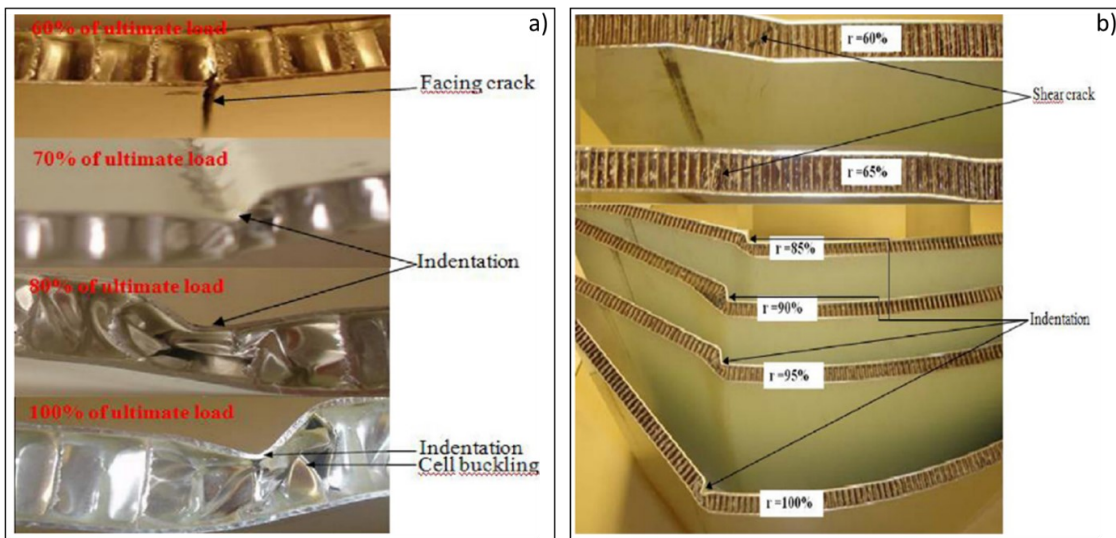 a)
60% of ultimate load
Facing crack
70% of ultimate load
Indentation
80% of ultimate load
100% of ultimate load
Indentation
Cell buckling
b)
r =60%
Shear crack
r =65%
r =85%
r =90%
Indentation
r =95%
r =100%